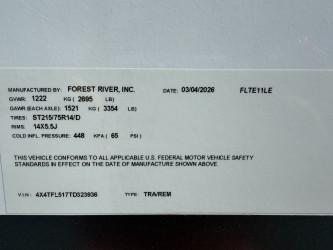 MANUFACTURED BY: FOREST RIVER, INC. DATE: 03/04/2026 FLTE11LE
GVWR: 1222 KG ( 2695 LB)
GAWR (EACH AXLE): 1521 KG ( 3354 LB)
TIRES: ST215/75R14/D
RIMS: 14X5.5J
COLD INFL. PRESSURE: 448 KPA ( 65 PSI )
THIS VEHICLE CONFORMS TO ALL APPLICABLE U.S. FEDERAL MOTOR VEHICLE SAFETY
STANDARDS IN EFFECT ON THE DATE OF MANUFACTURE SHOWN ABOVE.
V.I.N.: 4X4TFL517TD323936 TYPE: TRA/REM